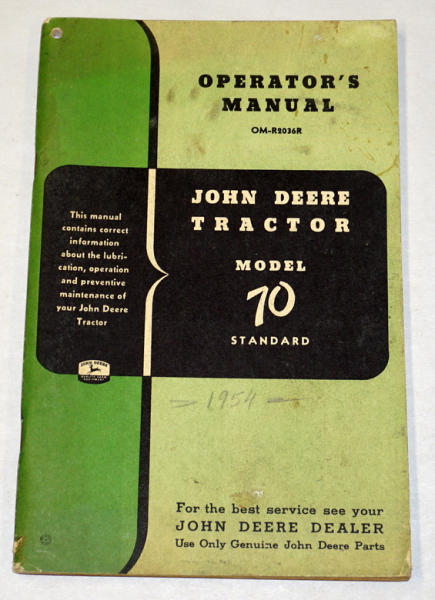 OPERATOR'S
MANUAL
OM-R2036R
This manual
contains correct
information
about the lubri-
cation, operation
and preventive
maintenance of
your John Deere
Tractor
JOHN DEERE
TRACTOR
MODEL
70
STANDARD
JOHN DEERE
1954
For the best service see your
JOHN DEERE DEALER
Use Only Genuine John Deere Parts